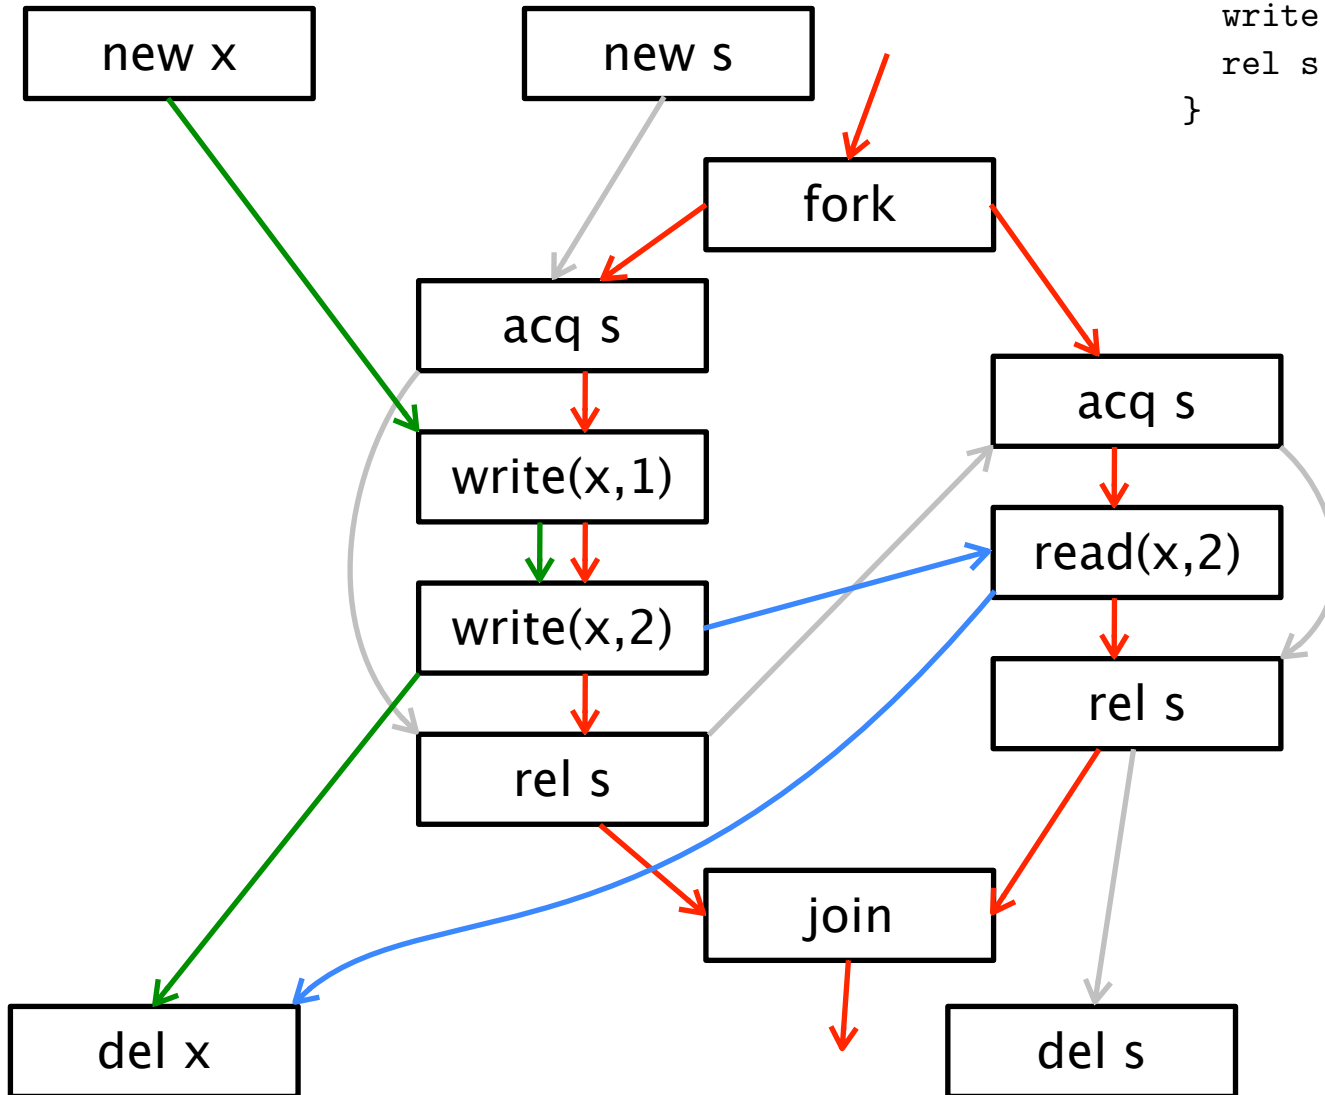 new x
new s
write
rel s
}
fork
acq s
acq s
write(x,1)
read(x,2)
write(x,2)
rel s
rel s
join
del x
del s